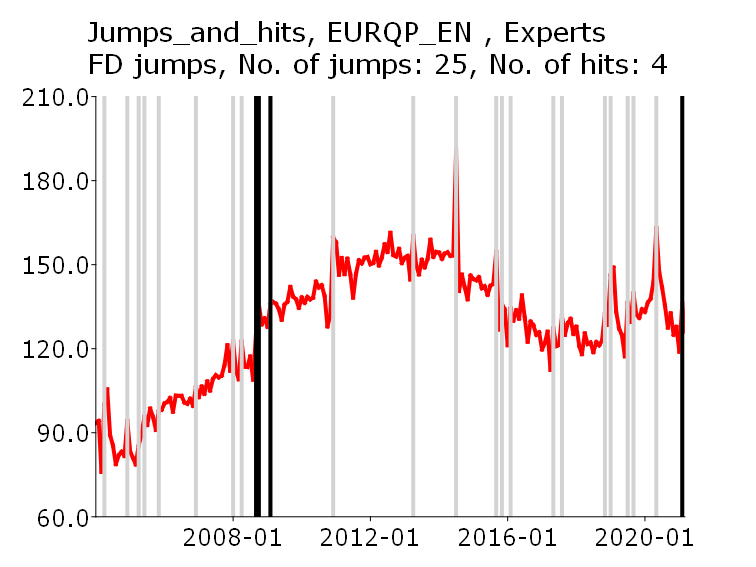 Jumps_and_hits, EURQP_EN , Experts
FD jumps, No. of jumps: 25, No. of hits: 4
210.0
180.0
150.0
120.0
90.0
60.0
2008-01 2012-01 2016-01 2020-01